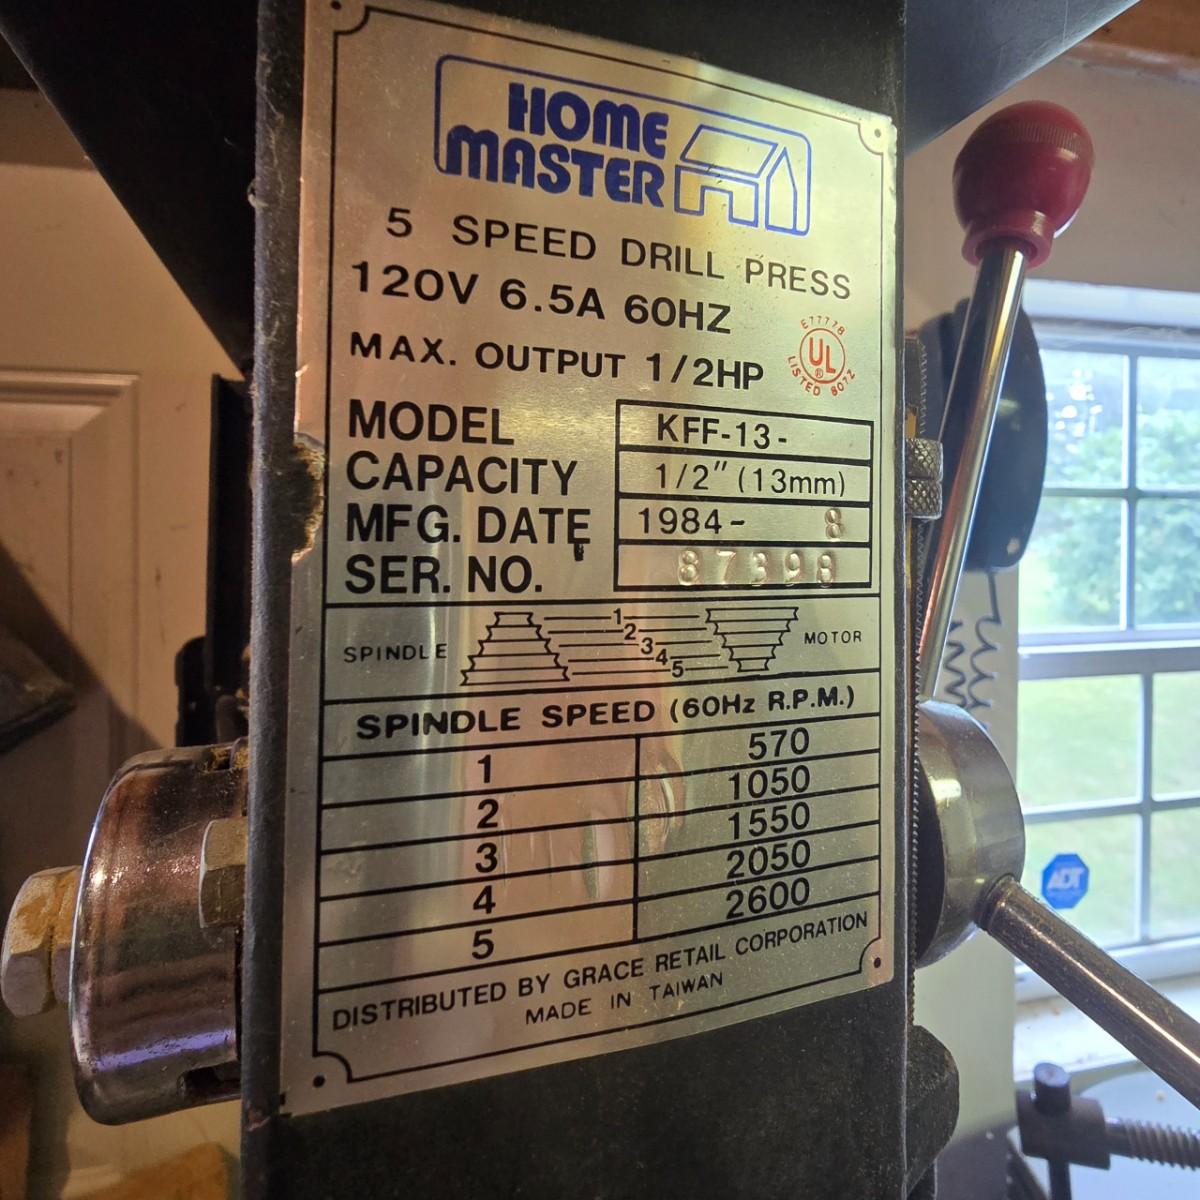 HOME
MASTER
5 SPEED DRILL PRESS
120V 6.5A 60HZ
MAX. OUTPUT 1/2HP
E77778
UL
®
LISTED 807Z
MODEL KFF-13-
CAPACITY 1/2" (13mm)
MFG. DATE 1984- 8
SER. NO. 87398
SPINDLE 1 2 3 4 5 MOTOR
SPINDLE SPEED (60Hz R.P.M.)
1 570
2 1050
3 1550
4 2050
5 2600
DISTRIBUTED BY GRACE RETAIL CORPORATION
MADE IN TAIWAN
ADT